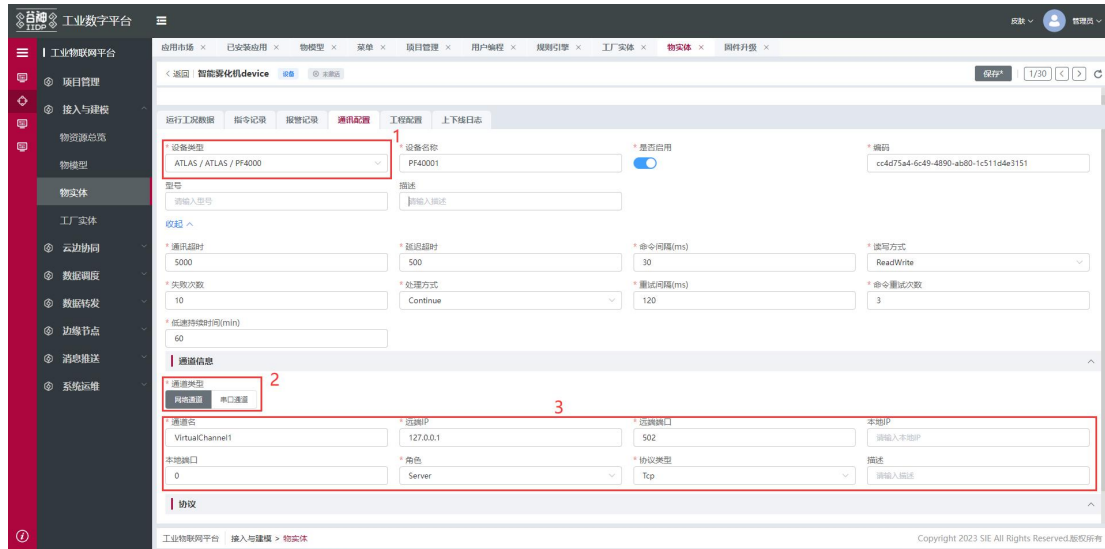 谷神 IIDP 工业数字平台 皮肤 管理员
工业物联网平台 应用市场 × 已安装应用 × 物模型 × 菜单 × 项目管理 × 用户编程 × 规则引擎 × 工厂实体 × 物实体 × 固件升级 ×
项目管理
接入与建模
物资源总览
物模型
物实体
工厂实体
云边协同
数据调度
数据转发
边缘节点
消息推送
系统运维
< 返回 智能雾化机device 设备 未激活 保存* 1/30
运行工况数据 指令记录 报警记录 通讯配置 工程配置 上下线日志
1
* 设备类型 * 设备名称 * 是否启用 * 编码
ATLAS / ATLAS / PF4000 PF40001 cc4d75a4-6c49-4890-ab80-1c511d4e3151
型号 描述
请输入型号 请输入描述
收起
* 通讯超时 * 延迟超时 * 命令间隔(ms) * 读写方式
5000 500 30 ReadWrite
* 失败次数 * 处理方式 * 重试间隔(ms) * 命令重试次数
10 Continue 120 3
* 低速持续时间(min)
60
通道信息
* 通道类型 2
网络通道 串口通道
3
* 通道名 * 远端IP * 远端端口 本地IP
VirtualChannel1 127.0.0.1 502 请输入本地IP
本地端口 * 角色 * 协议类型 描述
0 Server Tcp 请输入描述
协议
工业物联网平台 接入与建模 > 物实体 Copyright 2023 SIE All Rights Reserved.版权所有